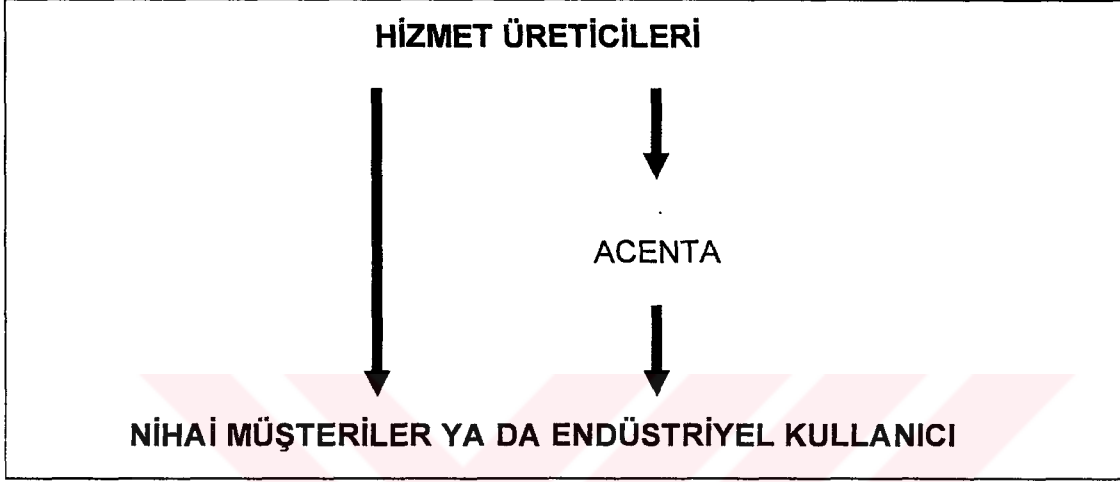 HİZMET ÜRETİCİLERİ
ACENTA
NİHAİ MÜŞTERİLER YA DA ENDÜSTRİYEL KULLANICI